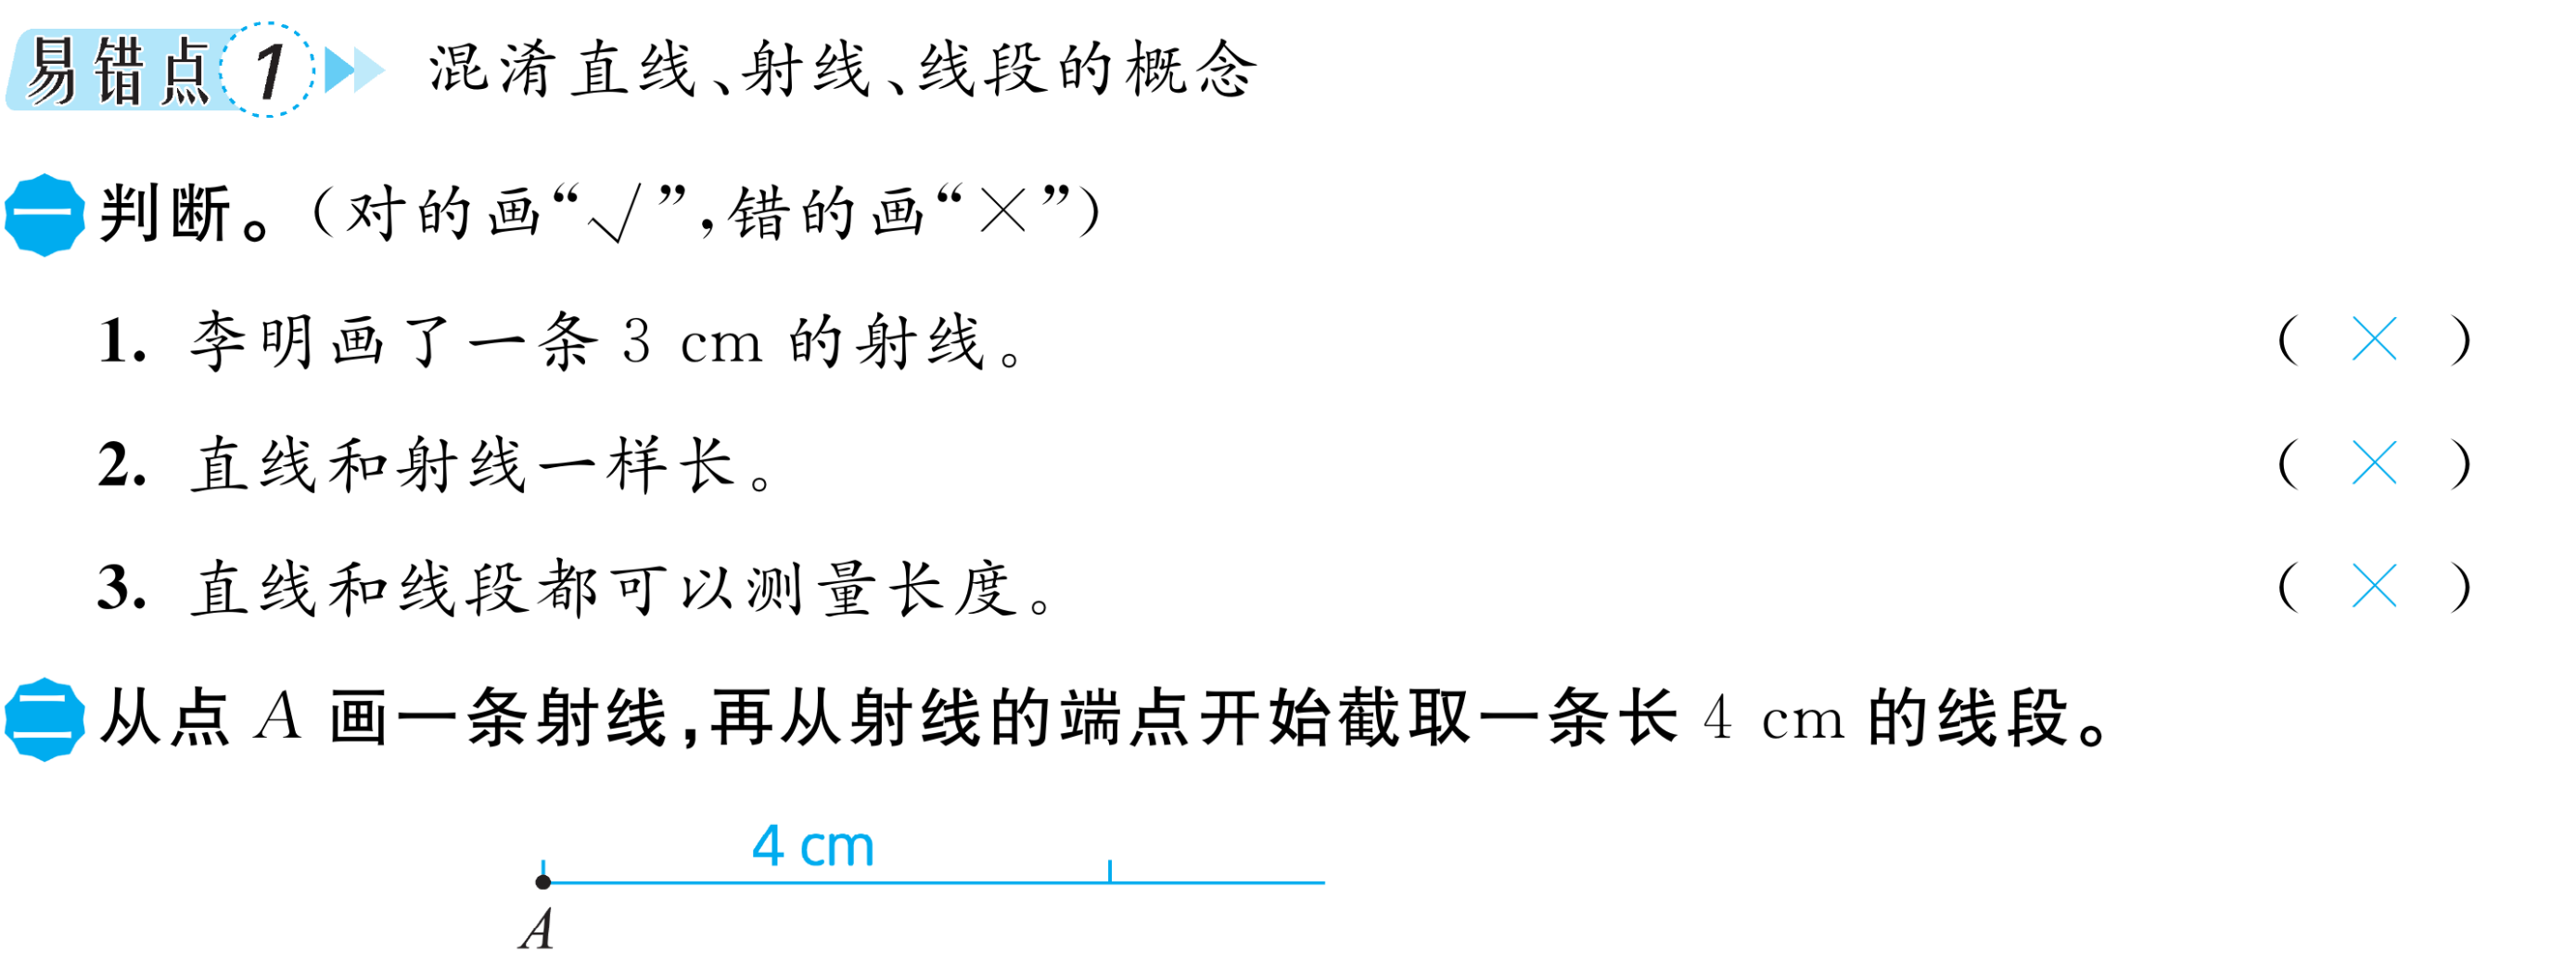 易错点 1 混淆直线、射线、线段的概念
一 判断。(对的画“√”,错的画“×”)
1. 李明画了一条 3 cm 的射线。 ( × )
2. 直线和射线一样长。 ( × )
3. 直线和线段都可以测量长度。 ( × )
二 从点 A 画一条射线,再从射线的端点开始截取一条长 4 cm 的线段。
4 cm
A